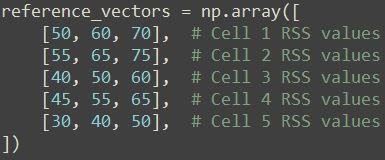 reference_vectors = np.array([
    [50, 60, 70],  # Cell 1 RSS values
    [55, 65, 75],  # Cell 2 RSS values
    [40, 50, 60],  # Cell 3 RSS values
    [45, 55, 65],  # Cell 4 RSS values
    [30, 40, 50],  # Cell 5 RSS values
])